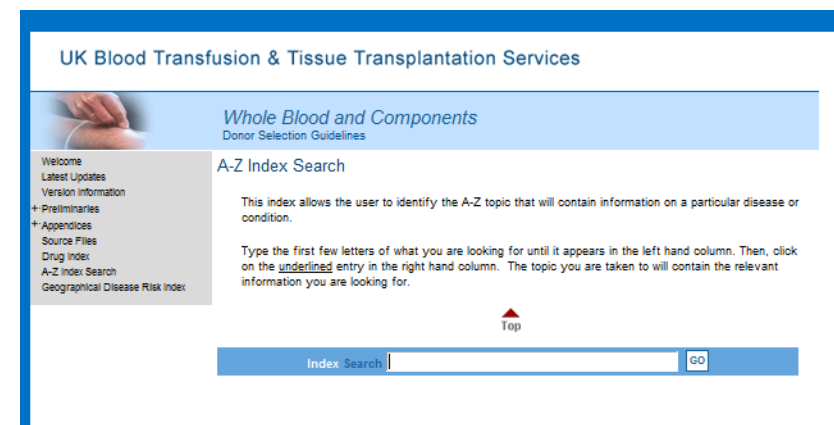 UK Blood Transfusion & Tissue Transplantation Services
Whole Blood and Components
Donor Selection Guidelines
Welcome
Latest Updates
Version Information
+ Preliminaries
+ Appendices
Source Files
Drug Index
A-Z Index Search
Geographical Disease Risk Index
A-Z Index Search
This index allows the user to identify the A-Z topic that will contain information on a particular disease or
condition.
Type the first few letters of what you are looking for until it appears in the left hand column. Then, click
on the underlined entry in the right hand column. The topic you are taken to will contain the relevant
information you are looking for.
Top
Index Search
GO